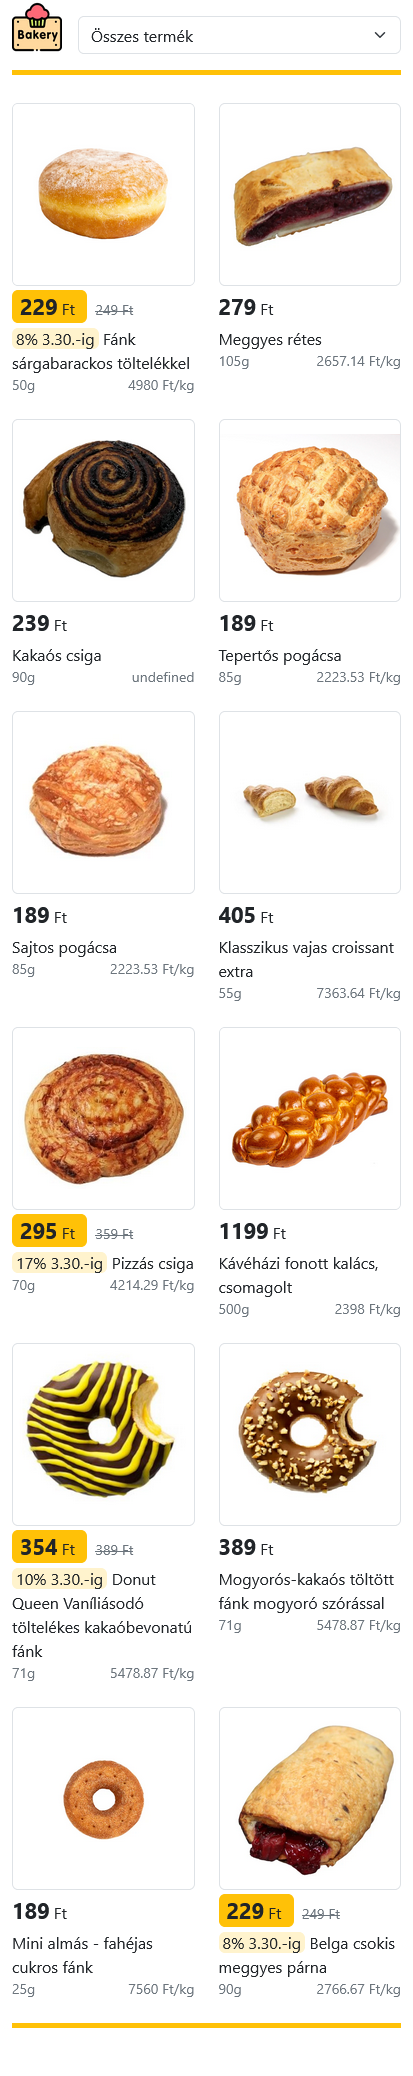 Bakery
Összes termék
229 Ft 249 Ft
8% 3.30.-ig Fánk
sárgabarackos töltelékkel
50g 4980 Ft/kg
279 Ft
Meggyes rétes
105g 2657.14 Ft/kg
239 Ft
Kakaós csiga
90g undefined
189 Ft
Tepertős pogácsa
85g 2223.53 Ft/kg
189 Ft
Sajtos pogácsa
85g 2223.53 Ft/kg
405 Ft
Klasszikus vajas croissant
extra
55g 7363.64 Ft/kg
295 Ft 359 Ft
17% 3.30.-ig Pizzás csiga
70g 4214.29 Ft/kg
1199 Ft
Kávéházi fonott kalács,
csomagolt
500g 2398 Ft/kg
354 Ft 389 Ft
10% 3.30.-ig Donut
Queen Vaníliásodó
töltelékes kakaóbevonatú
fánk
71g 5478.87 Ft/kg
389 Ft
Mogyorós-kakaós töltött
fánk mogyoró szórással
71g 5478.87 Ft/kg
189 Ft
Mini almás - fahéjas
cukros fánk
25g 7560 Ft/kg
229 Ft 249 Ft
8% 3.30.-ig Belga csokis
meggyes párna
90g 2766.67 Ft/kg